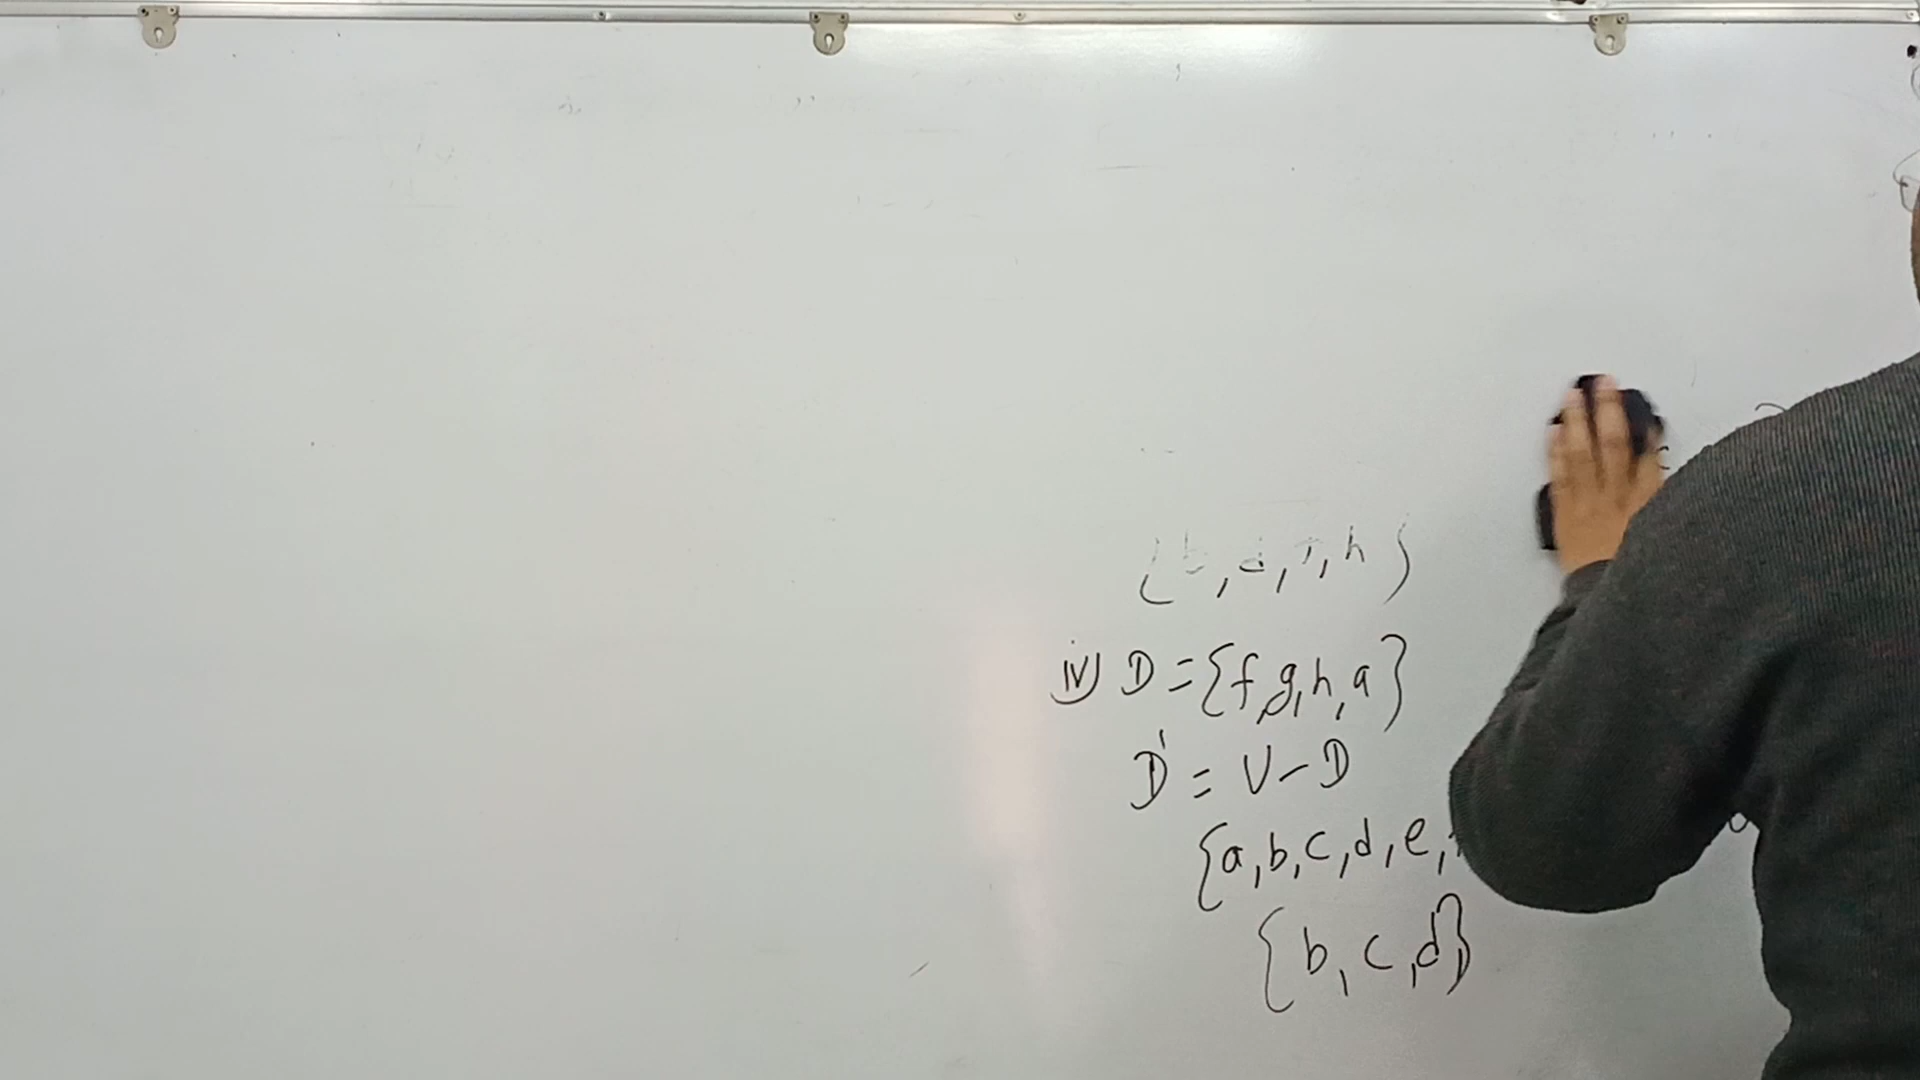 {b, d, f, h}
iv) D = {f, g, h, a}
D' = U - D
{a, b, c, d, e,
{b, c, d}